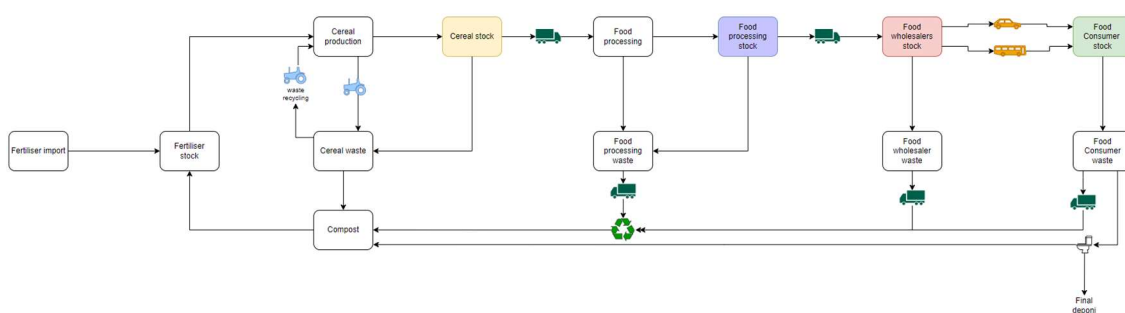 Cereal
production
Cereal stock
Food
processing
Food
processing
stock
Food
wholesalers
stock
Food
Consumer
stock
waste
recycling
Fertiliser import
Fertiliser
stock
Cereal waste
Food
processing
waste
Food
wholesaler
waste
Food
Consumer
waste
Compost
Final
deponi